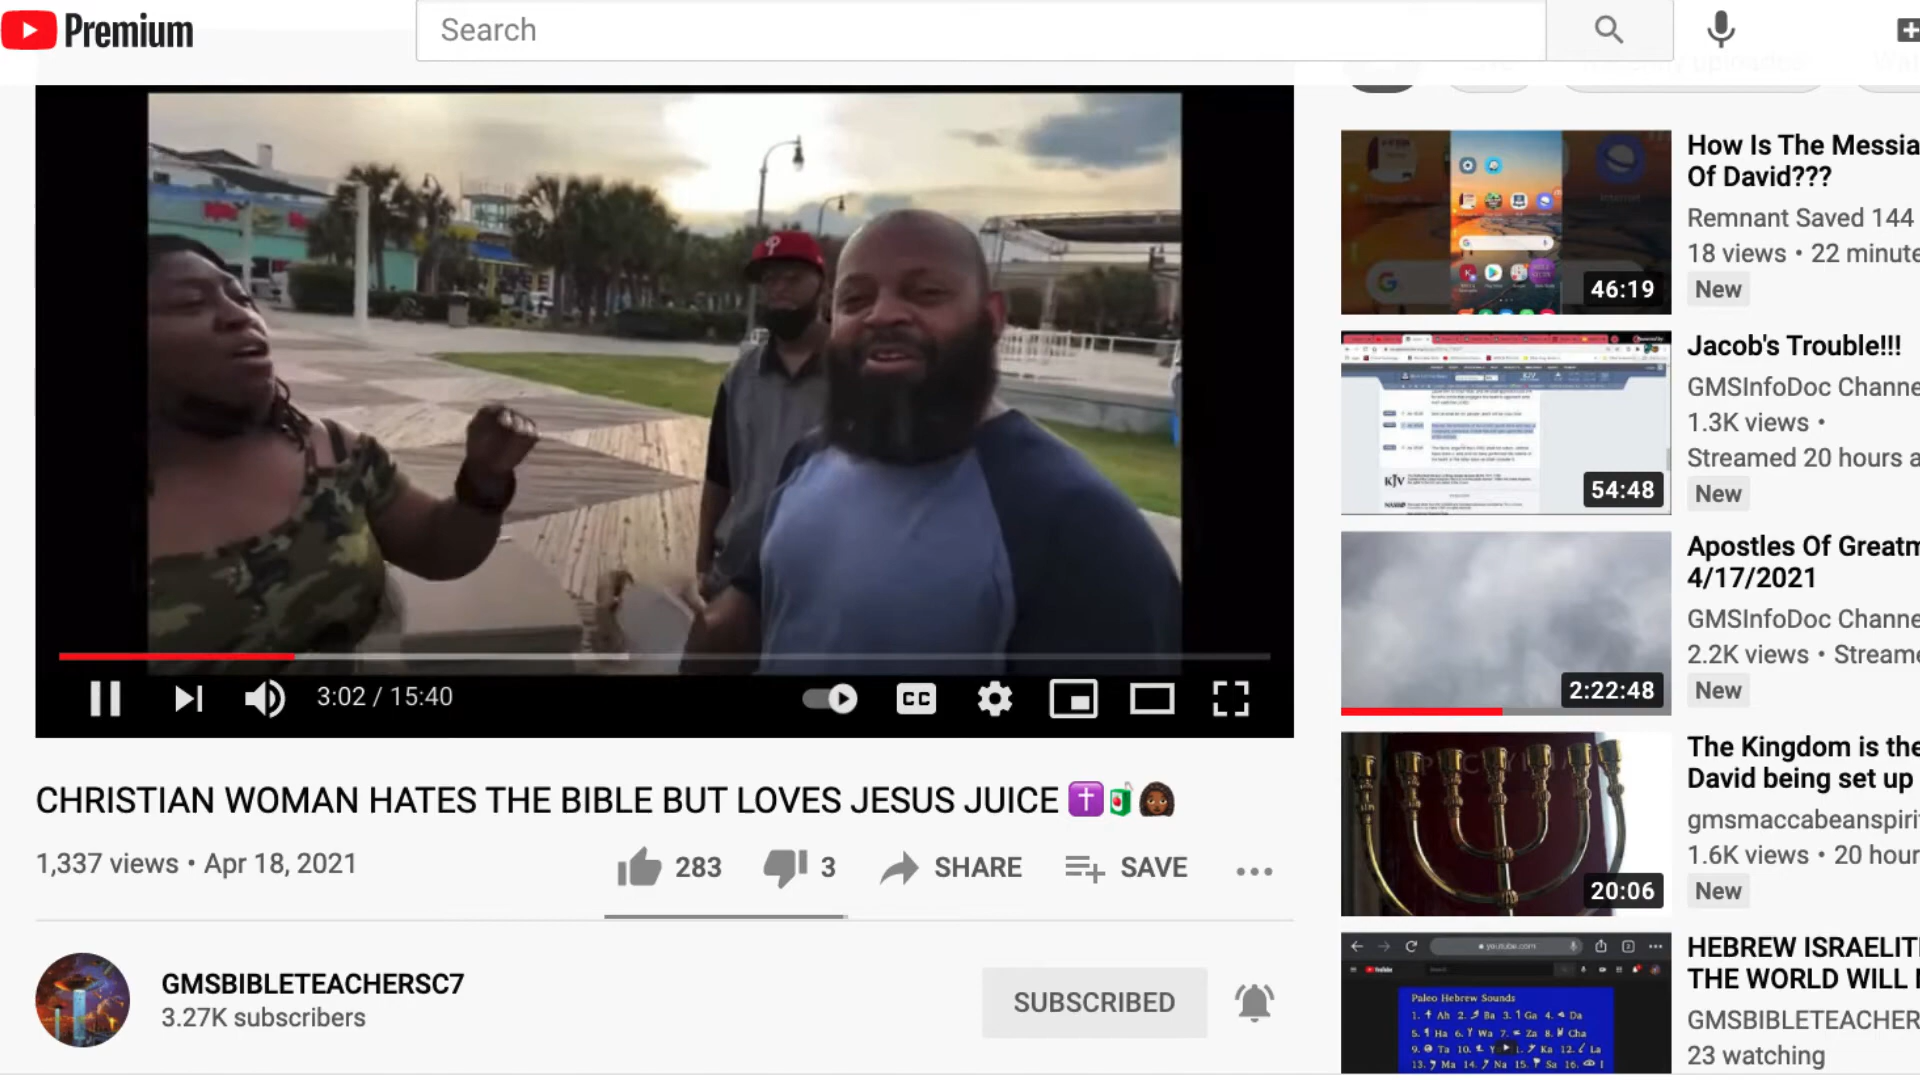 Premium
Search
3:02 / 15:40
CC
CHRISTIAN WOMAN HATES THE BIBLE BUT LOVES JESUS JUICE
1,337 views • Apr 18, 2021
283
3
SHARE
SAVE
GMSBIBLETEACHERSC7
3.27K subscribers
SUBSCRIBED
46:19
How Is The Messia
Of David???
Remnant Saved 144
18 views • 22 minute
New
KJV
54:48
Jacob's Trouble!!!
GMSInfoDoc Channe
1.3K views •
Streamed 20 hours a
New
2:22:48
Apostles Of Greatm
4/17/2021
GMSInfoDoc Channe
2.2K views • Streame
New
20:06
The Kingdom is the
David being set up
gmsmaccabeanspiri
1.6K views • 20 hour
New
youtube.com
Paleo Hebrew Sounds
HEBREW ISRAELIT
THE WORLD WILL
GMSBIBLETEACHER
23 watching